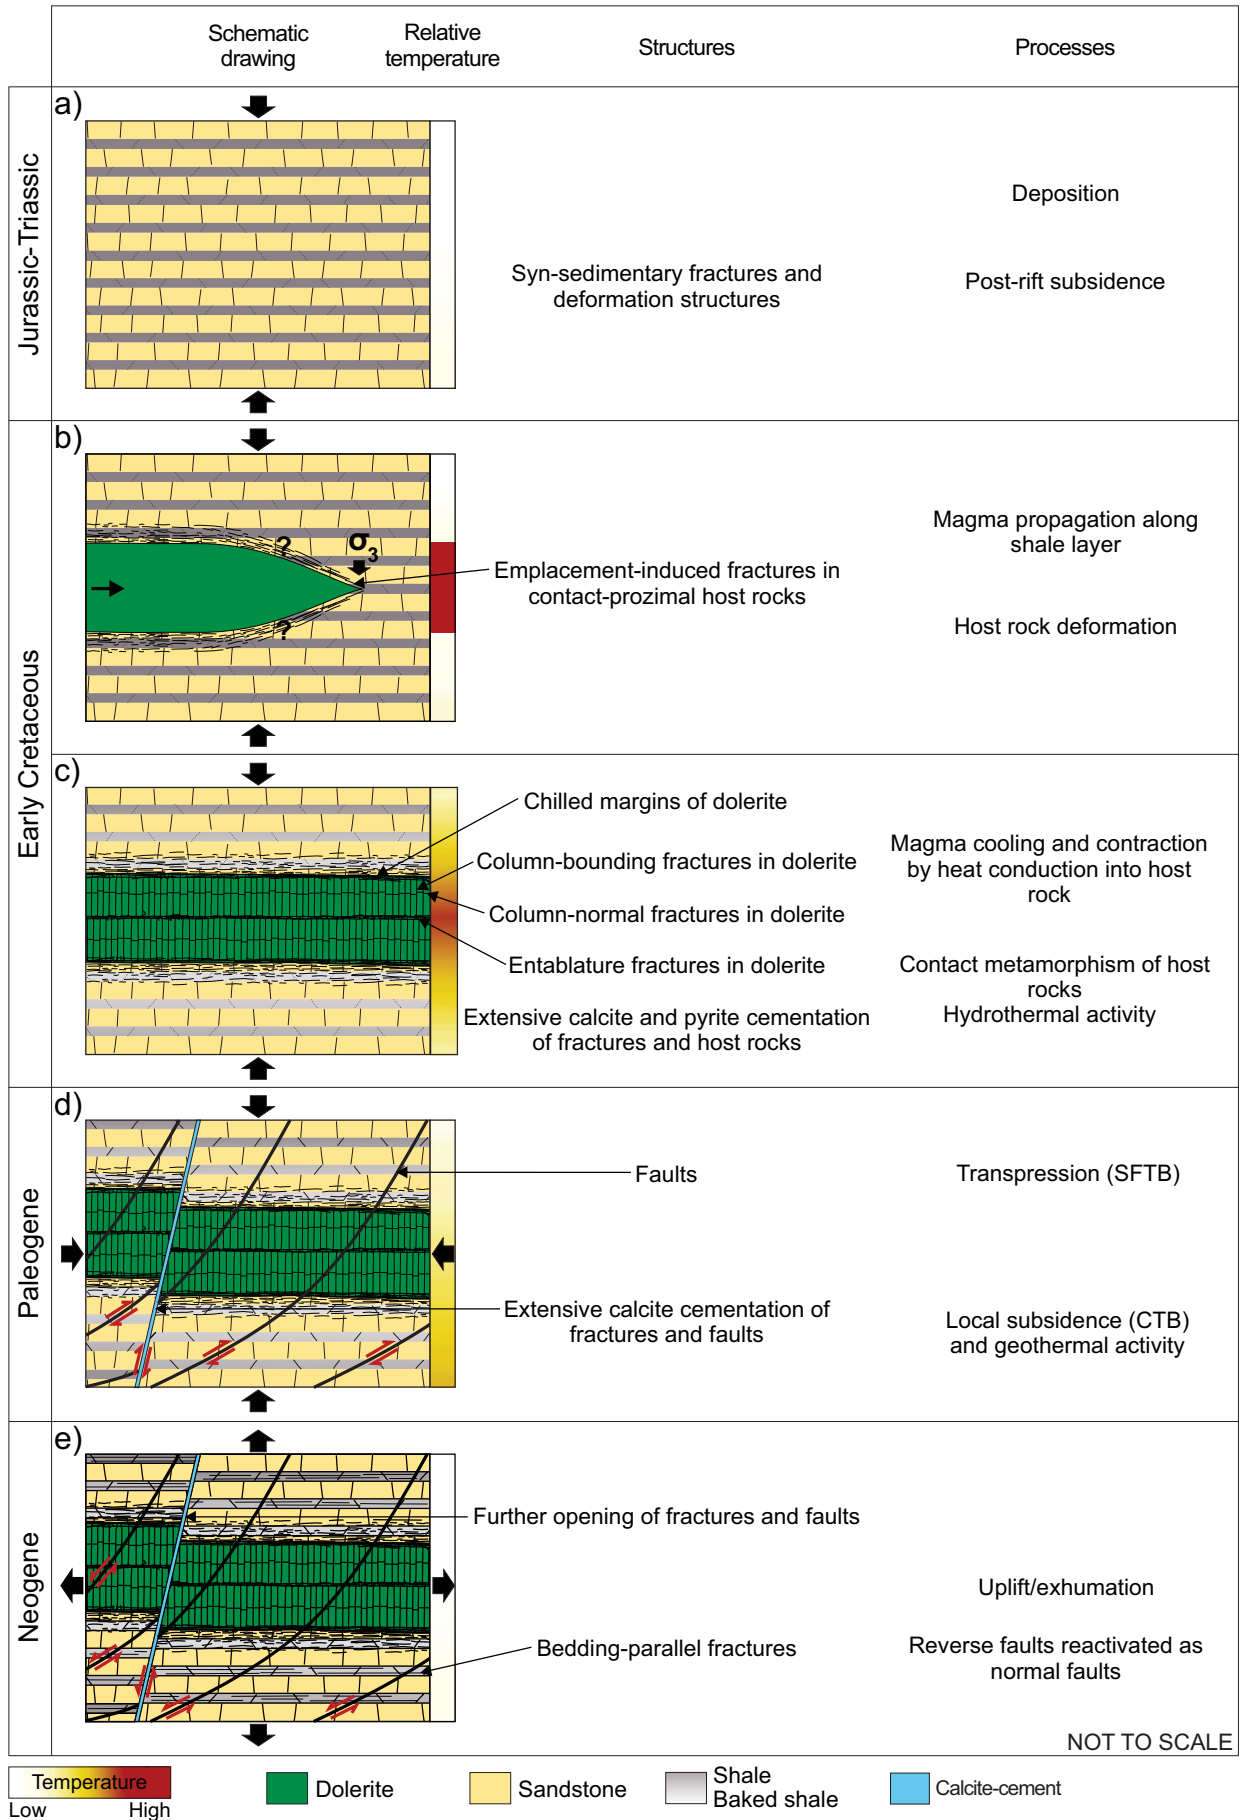 Schematic
drawing
Relative
temperature
Structures
Processes
Jurassic-Triassic
a)
Syn-sedimentary fractures and
deformation structures
Deposition
Post-rift subsidence
Early Cretaceous
b)
?
σ3
?
Emplacement-induced fractures in
contact-prozimal host rocks
Magma propagation along
shale layer
Host rock deformation
c)
Chilled margins of dolerite
Column-bounding fractures in dolerite
Column-normal fractures in dolerite
Entablature fractures in dolerite
Extensive calcite and pyrite cementation
of fractures and host rocks
Magma cooling and contraction
by heat conduction into host
rock
Contact metamorphism of host
rocks
Hydrothermal activity
Paleogene
d)
Faults
Extensive calcite cementation of
fractures and faults
Transpression (SFTB)
Local subsidence (CTB)
and geothermal activity
Neogene
e)
Further opening of fractures and faults
Bedding-parallel fractures
Uplift/exhumation
Reverse faults reactivated as
normal faults
NOT TO SCALE
Temperature
Low
High
Dolerite
Sandstone
Shale
Baked shale
Calcite-cement